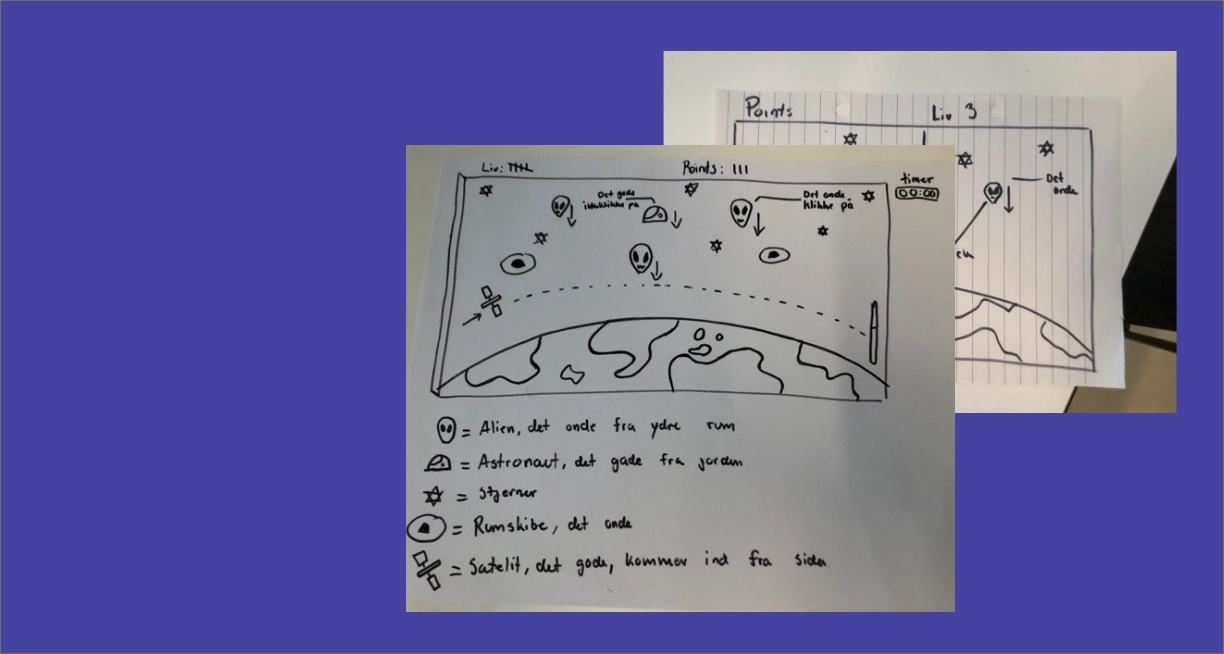 Points
Liv 3
Det onde
Liv:
Points: III
timer
00:00
Det gode
ikke klikke på
Det onde
klikke på
= Alien, det onde fra ydre rum
= Astronaut, det gode fra jorden
= Stjerner
= Rumskibe, det onde
= Satelit, det gode, kommer ind fra siden